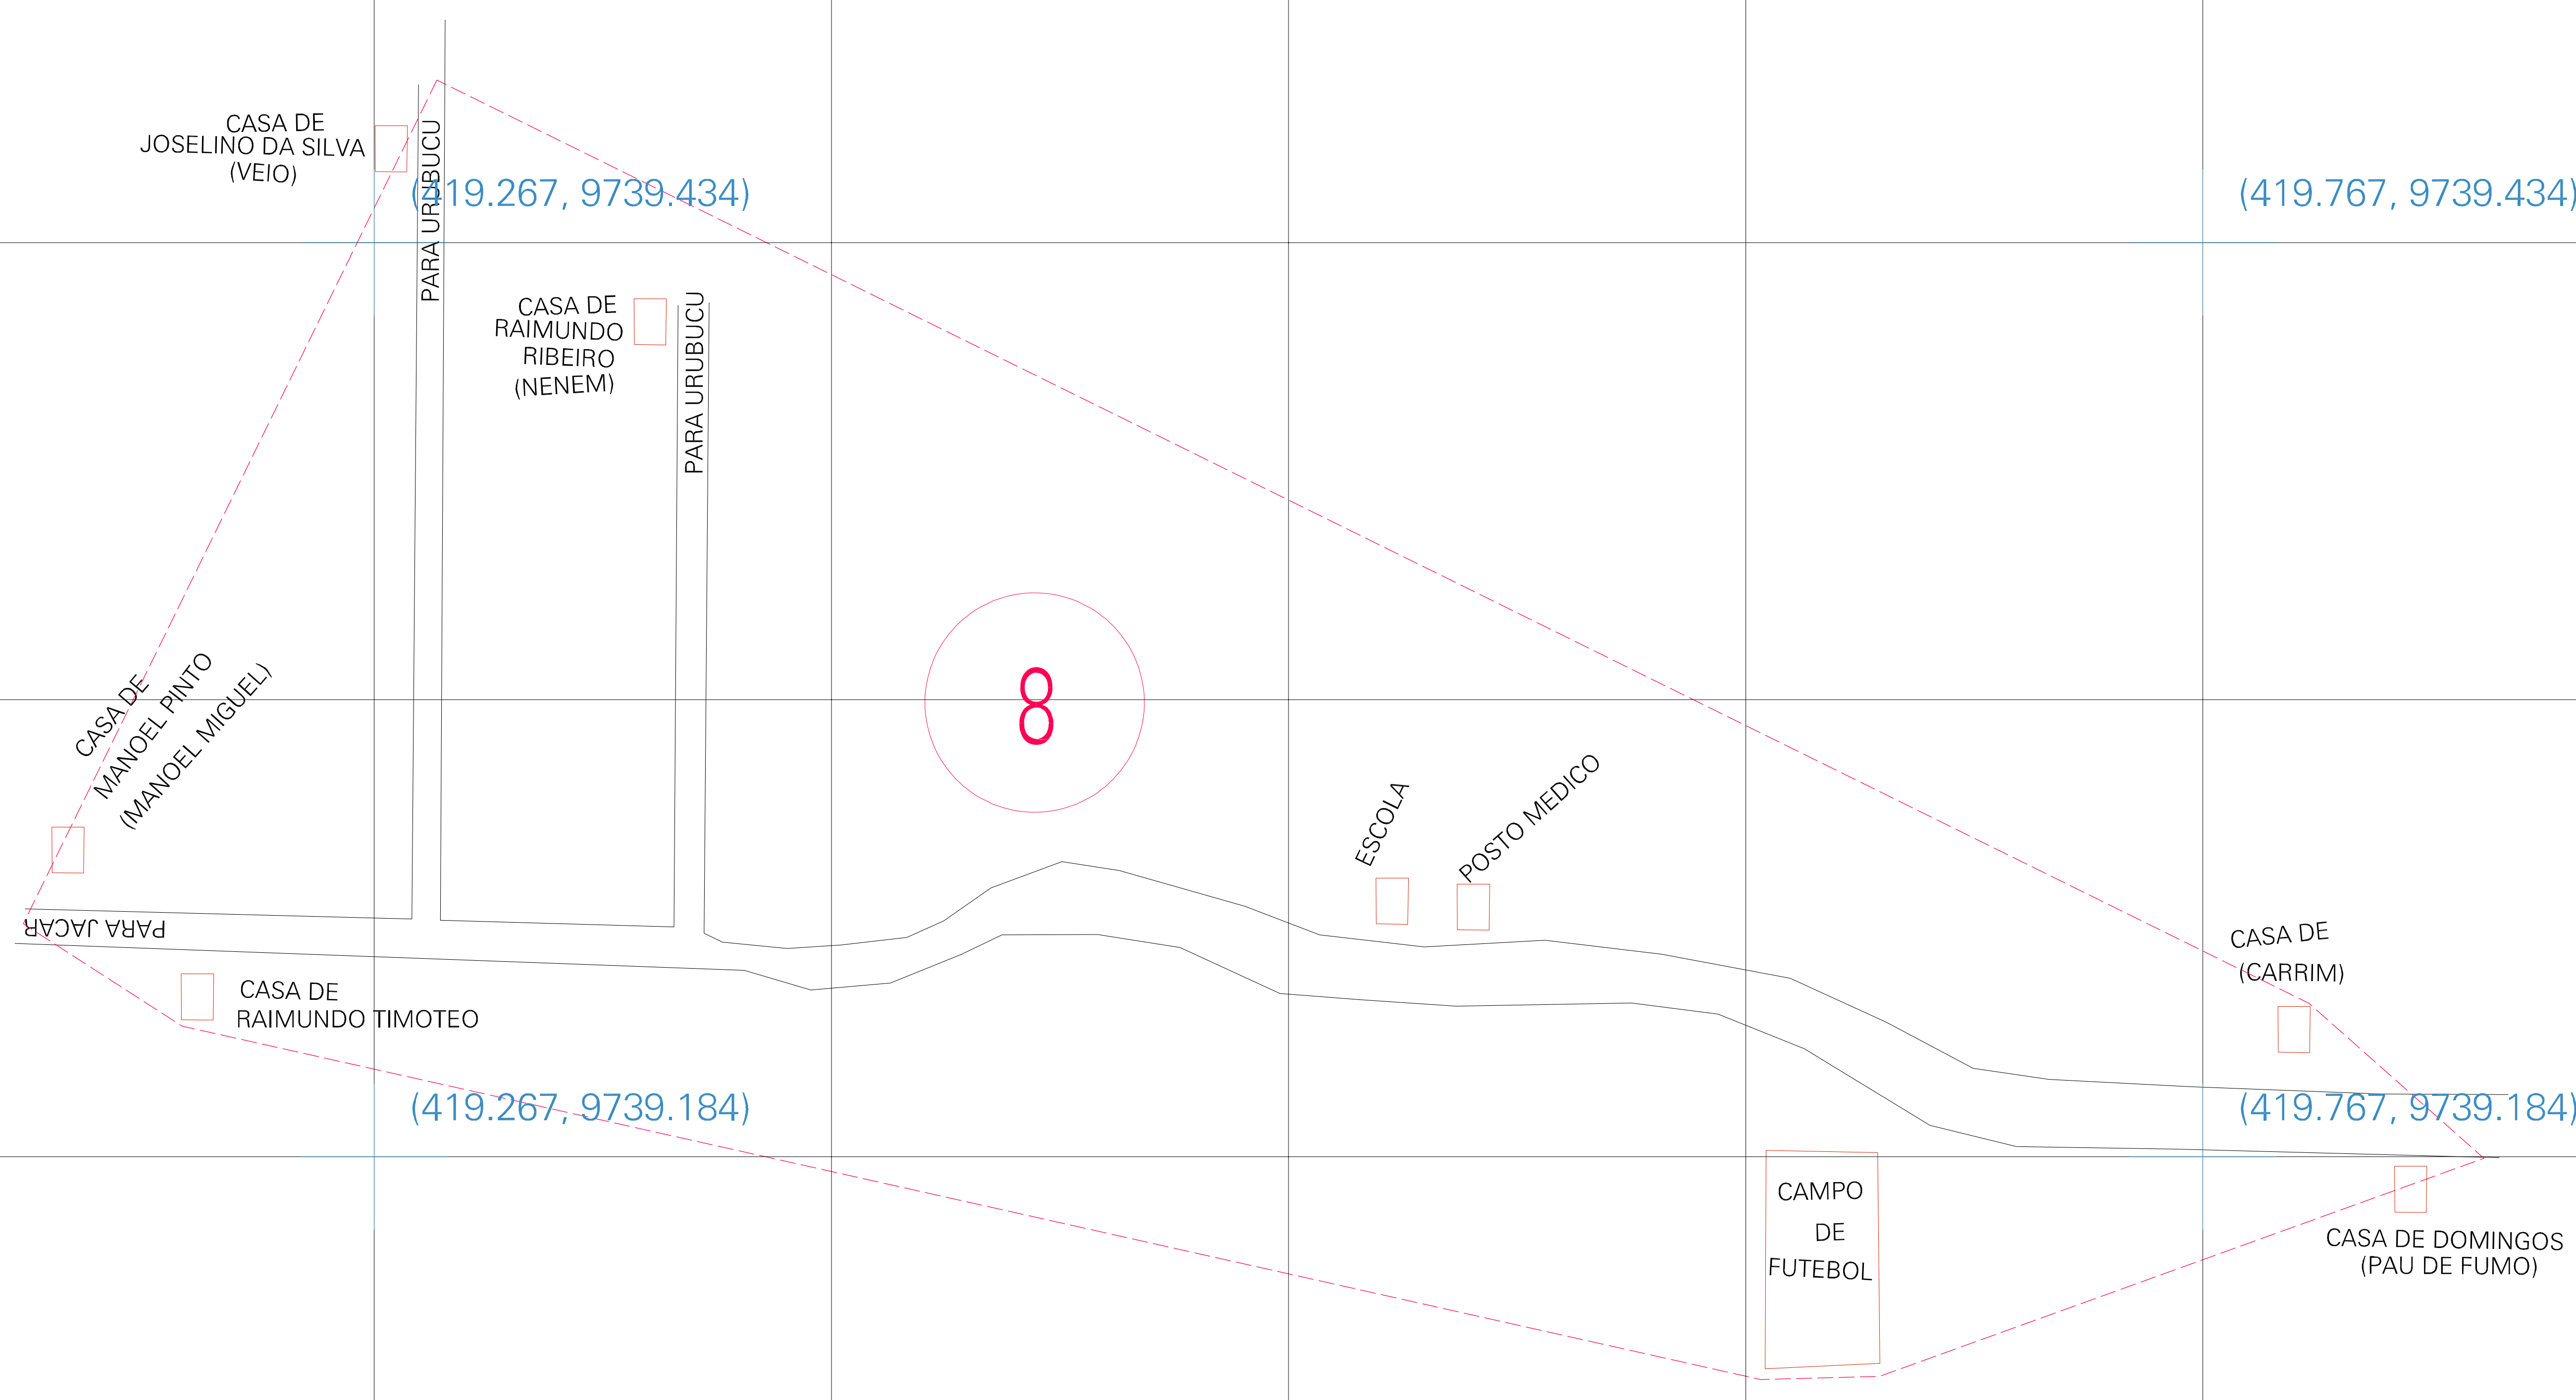 CASA DE
JOSELINO DA SILVA
(VEIO)
PARA URUBUCU
(419.267, 9739.434)
(419.767, 9739.434)
CASA DE
RAIMUNDO
RIBEIRO
(NENEM)
PARA URUBUCU
CASA DE
MANOEL PINTO
(MANOEL MIGUEL)
8
ESCOLA
POSTO MEDICO
PARA JACAR
CASA DE
RAIMUNDO TIMOTEO
CASA DE
(CARRIM)
(419.267, 9739.184)
(419.767, 9739.184)
CAMPO
DE
FUTEBOL
CASA DE DOMINGOS
(PAU DE FUMO)